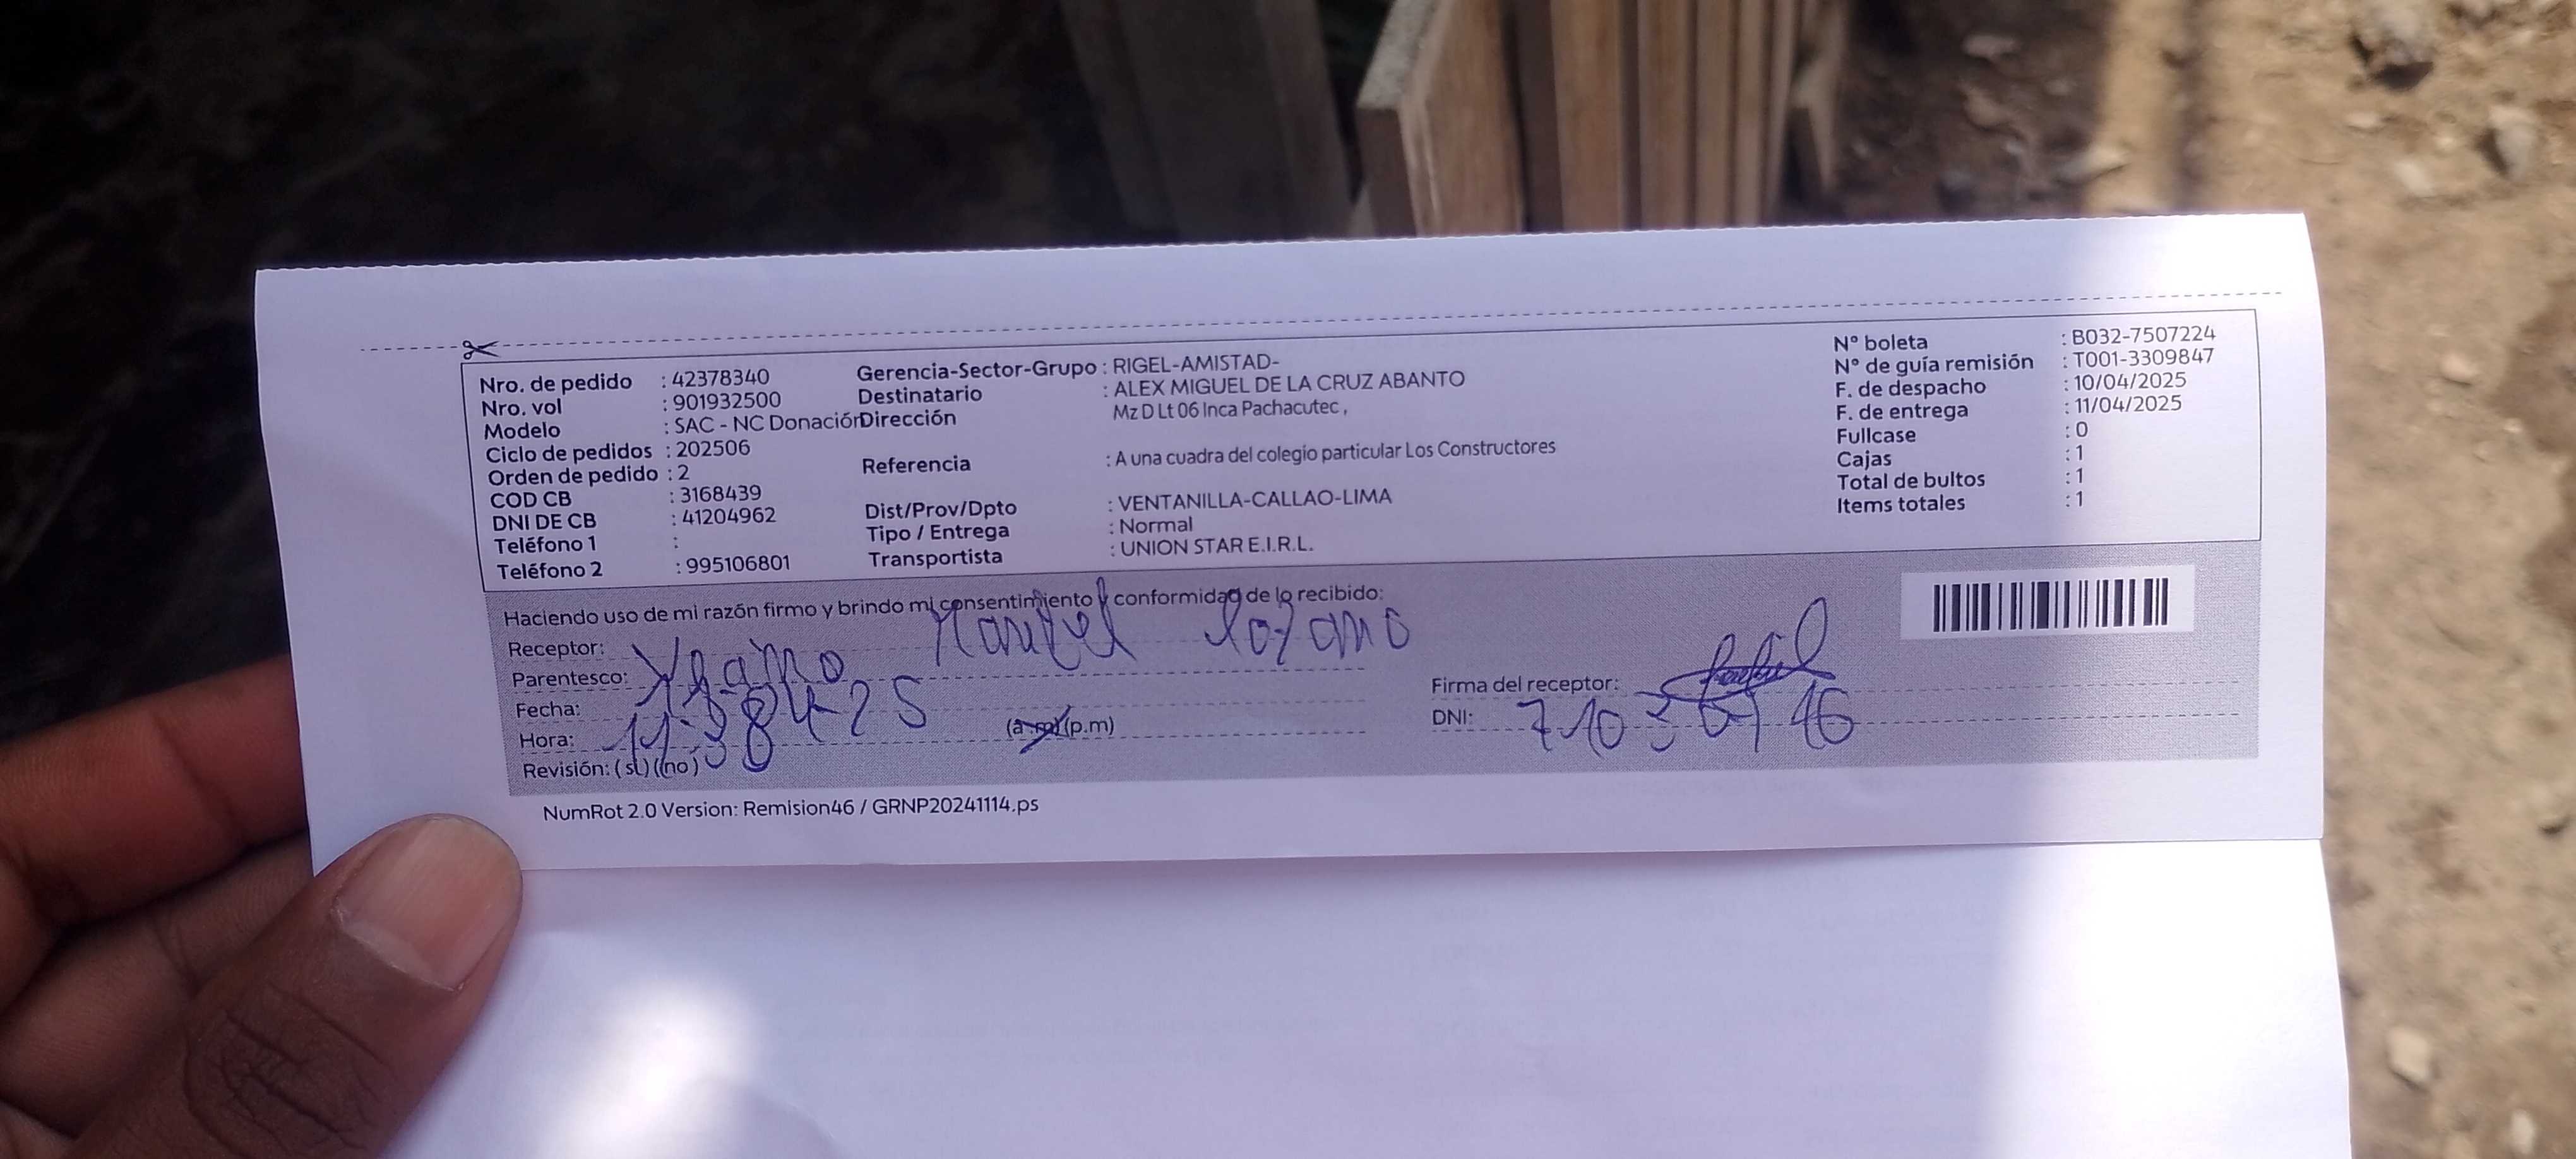 Nro. de pedido : 42378340
Nro. vol : 901932500
Modelo : SAC - NC Donación
Ciclo de pedidos : 202506
Orden de pedido : 2
COD CB : 3168439
DNI DE CB : 41204962
Teléfono 1 :
Teléfono 2 : 995106801
Gerencia-Sector-Grupo : RIGEL-AMISTAD-
Destinatario : ALEX MIGUEL DE LA CRUZ ABANTO
Dirección Mz D Lt 06 Inca Pachacutec ,
Referencia : A una cuadra del colegio particular Los Constructores
Dist/Prov/Dpto : VENTANILLA-CALLAO-LIMA
Tipo / Entrega : Normal
Transportista : UNION STAR E.I.R.L.
N° boleta : B032-7507224
N° de guía remisión : T001-3309847
F. de despacho : 10/04/2025
F. de entrega : 11/04/2025
Fullcase : 0
Cajas : 1
Total de bultos : 1
Items totales : 1
Haciendo uso de mi razón firmo y brindo mi consentimiento y conformidad de lo recibido:
Receptor: Manuel Lozano
Parentesco:
Fecha:
Hora: (a.m)(p.m)
Revisión: ( si ) ( no )
Firma del receptor:
DNI:
NumRot 2.0 Version: Remision46 / GRNP20241114.ps